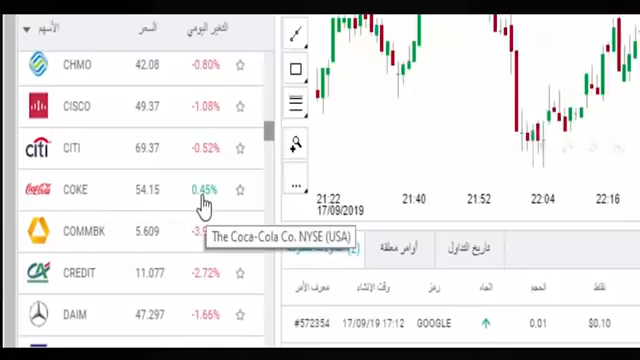 الأسهم السعر التغير اليومي
CHMO 42.08 -0.80%
CISCO 49.37 -1.08%
citi CITI 69.37 -0.52%
Coca-Cola COKE 54.15 0.45%
COMMBK 5.609
The Coca-Cola Co. NYSE (USA)
CREDIT 11.077 -2.72%
DAIM 47.297 -1.66%
21:22 21:40 21:52 22:04 22:16
17/09/2019
(2) أوامر معلقة تاريخ التداول
معرف الأمر وقت الانشاء رمز اتجاه الحجم نقاط
#572354 17/09/19 17:12 GOOGLE 0.01 $0.10